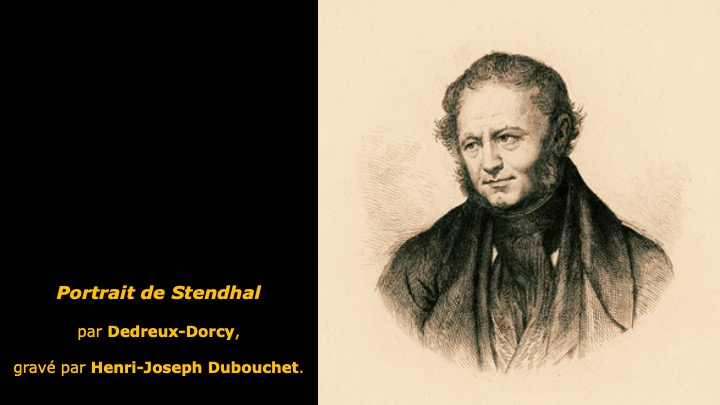 Portrait de Stendhal
par Dedreux-Dorcy,
gravé par Henri-Joseph Dubouchet.